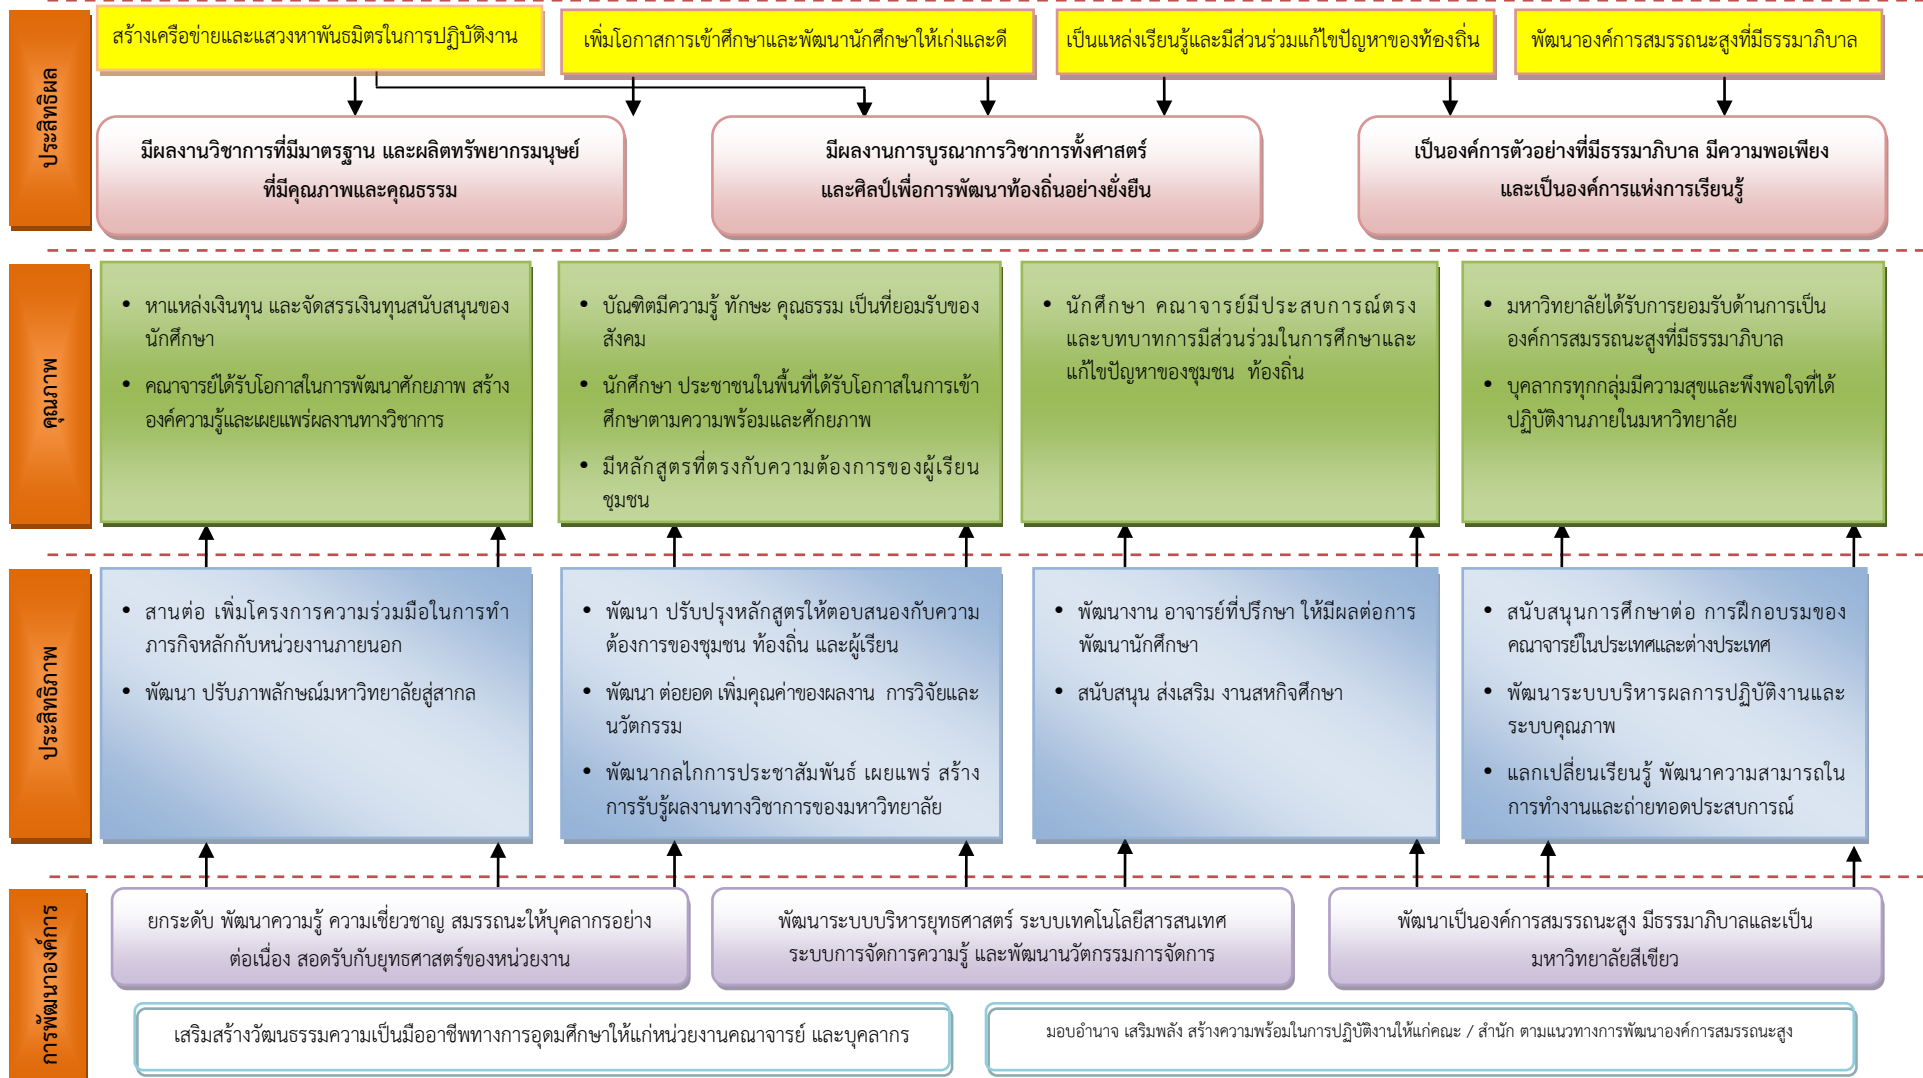 ประสิทธิผล
สร้างเครือข่ายและแสวงหาพันธมิตรในการปฏิบัติงาน
เพิ่มโอกาสการเข้าศึกษาและพัฒนานักศึกษาให้เก่งและดี
เป็นแหล่งเรียนรู้และมีส่วนร่วมแก้ไขปัญหาของท้องถิ่น
พัฒนาองค์การสมรรถนะสูงที่มีธรรมาภิบาล
มีผลงานวิชาการที่มีมาตรฐาน และผลิตทรัพยากรมนุษย์
ที่มีคุณภาพและคุณธรรม
มีผลงานการบูรณาการวิชาการทั้งศาสตร์
และศิลป์เพื่อการพัฒนาท้องถิ่นอย่างยั่งยืน
เป็นองค์การตัวอย่างที่มีธรรมาภิบาล มีความพอเพียง
และเป็นองค์การแห่งการเรียนรู้
คุณภาพ
• หาแหล่งเงินทุน และจัดสรรเงินทุนสนับสนุนของ
นักศึกษา
• คณาจารย์ได้รับโอกาสในการพัฒนาศักยภาพ สร้าง
องค์ความรู้และเผยแพร่ผลงานทางวิชาการ
• บัณฑิตมีความรู้ ทักษะ คุณธรรม เป็นที่ยอมรับของ
สังคม
• นักศึกษา ประชาชนในพื้นที่ได้รับโอกาสในการเข้า
ศึกษาตามความพร้อมและศักยภาพ
• มีหลักสูตรที่ตรงกับความต้องการของผู้เรียน
ชุมชน
• นักศึกษา คณาจารย์มีประสบการณ์ตรง
และบทบาทการมีส่วนร่วมในการศึกษาและ
แก้ไขปัญหาของชุมชน ท้องถิ่น
• มหาวิทยาลัยได้รับการยอมรับด้านการเป็น
องค์การสมรรถนะสูงที่มีธรรมาภิบาล
• บุคลากรทุกกลุ่มมีความสุขและพึงพอใจที่ได้
ปฏิบัติงานภายในมหาวิทยาลัย
ประสิทธิภาพ
• สานต่อ เพิ่มโครงการความร่วมมือในการทำ
ภารกิจหลักกับหน่วยงานภายนอก
• พัฒนา ปรับภาพลักษณ์มหาวิทยาลัยสู่สากล
• พัฒนา ปรับปรุงหลักสูตรให้ตอบสนองกับความ
ต้องการของชุมชน ท้องถิ่น และผู้เรียน
• พัฒนา ต่อยอด เพิ่มคุณค่าของผลงาน การวิจัยและ
นวัตกรรม
• พัฒนากลไกการประชาสัมพันธ์ เผยแพร่ สร้าง
การรับรู้ผลงานทางวิชาการของมหาวิทยาลัย
• พัฒนางาน อาจารย์ที่ปรึกษา ให้มีผลต่อการ
พัฒนานักศึกษา
• สนับสนุน ส่งเสริม งานสหกิจศึกษา
• สนับสนุนการศึกษาต่อ การฝึกอบรมของ
คณาจารย์ในประเทศและต่างประเทศ
• พัฒนาระบบบริหารผลการปฏิบัติงานและ
ระบบคุณภาพ
• แลกเปลี่ยนเรียนรู้ พัฒนาความสามารถใน
การทำงานและถ่ายทอดประสบการณ์
การพัฒนาองค์การ
ยกระดับ พัฒนาความรู้ ความเชี่ยวชาญ สมรรถนะให้บุคลากรอย่าง
ต่อเนื่อง สอดรับกับยุทธศาสตร์ของหน่วยงาน
พัฒนาระบบบริหารยุทธศาสตร์ ระบบเทคโนโลยีสารสนเทศ
ระบบการจัดการความรู้ และพัฒนานวัตกรรมการจัดการ
พัฒนาเป็นองค์การสมรรถนะสูง มีธรรมาภิบาลและเป็น
มหาวิทยาลัยสีเขียว
เสริมสร้างวัฒนธรรมความเป็นมืออาชีพทางการอุดมศึกษาให้แก่หน่วยงานคณาจารย์ และบุคลากร
มอบอำนาจ เสริมพลัง สร้างความพร้อมในการปฏิบัติงานให้แก่คณะ / สำนัก ตามแนวทางการพัฒนาองค์การสมรรถนะสูง